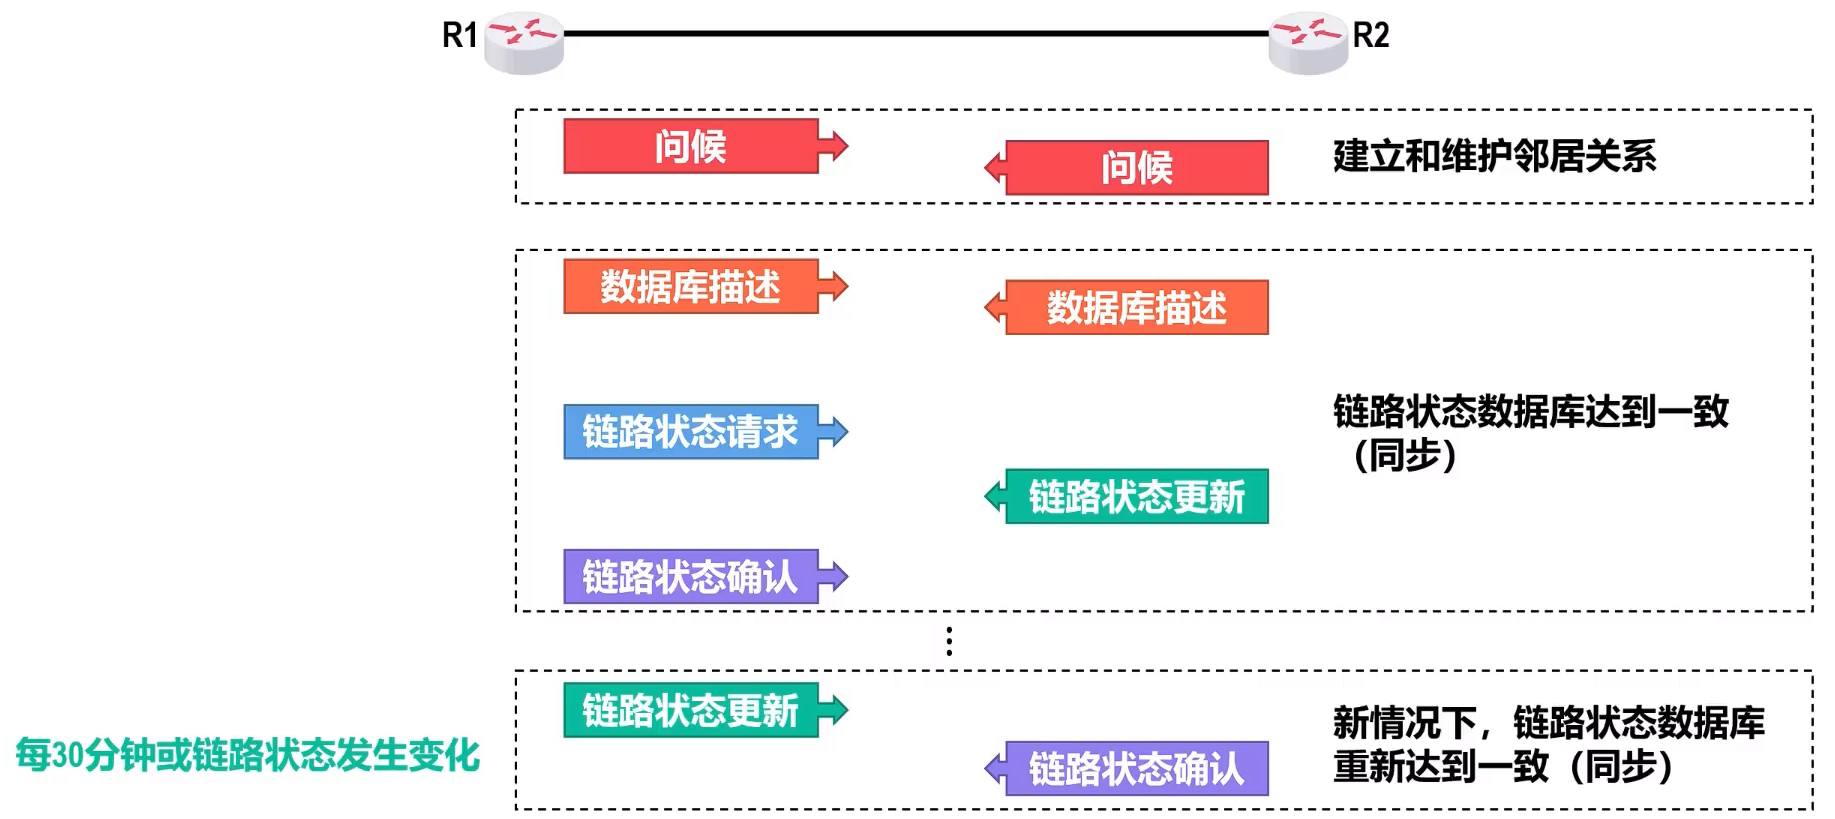 R1
R2
问候
问候
建立和维护邻居关系
数据库描述
数据库描述
链路状态请求
链路状态更新
链路状态确认
链路状态数据库达到一致
（同步）
每30分钟或链路状态发生变化
链路状态更新
链路状态确认
新情况下，链路状态数据库
重新达到一致（同步）